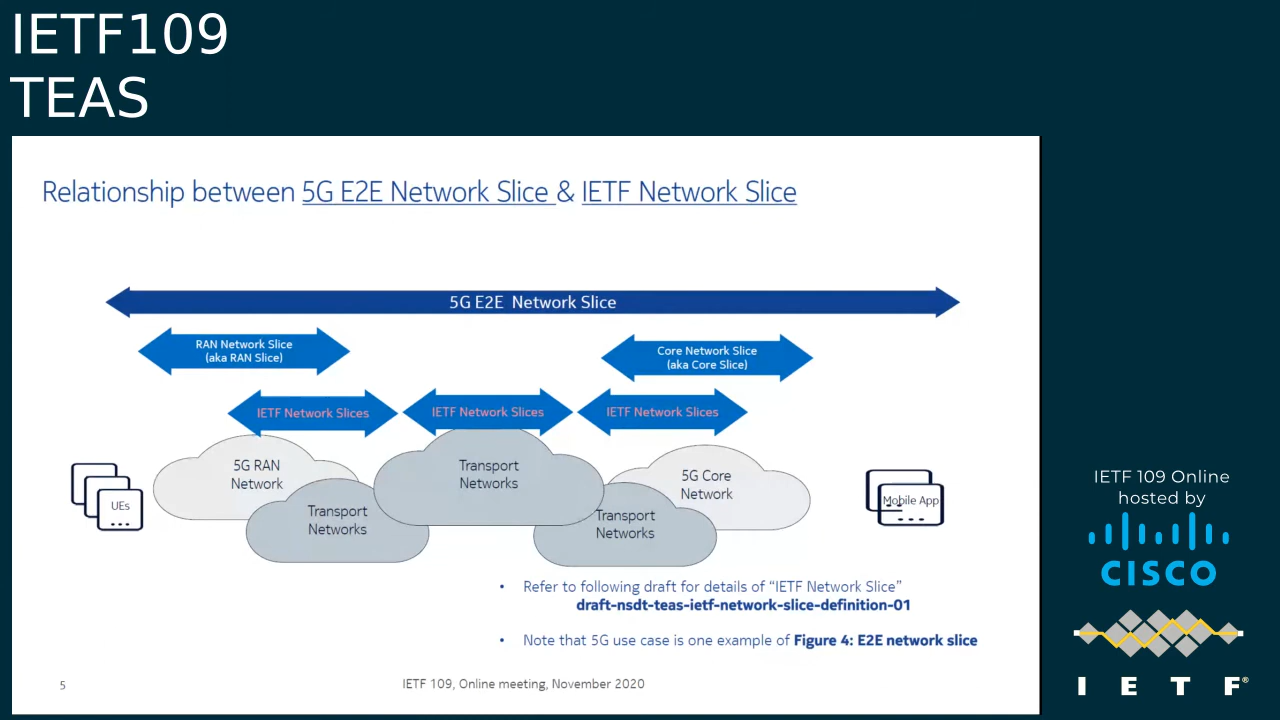 IETF109
TEAS
Relationship between 5G E2E Network Slice & IETF Network Slice
5G E2E Network Slice
RAN Network Slice
(aka RAN Slice)
Core Network Slice
(aka Core Slice)
IETF Network Slices
IETF Network Slices
IETF Network Slices
5G RAN
Network
Transport
Networks
Transport
Networks
5G Core
Network
Transport
Networks
UEs
Mobile App
• Refer to following draft for details of “IETF Network Slice”
draft-nsdt-teas-ietf-network-slice-definition-01
• Note that 5G use case is one example of Figure 4: E2E network slice
5
IETF 109, Online meeting, November 2020
IETF 109 Online
hosted by
CISCO
I E T F®